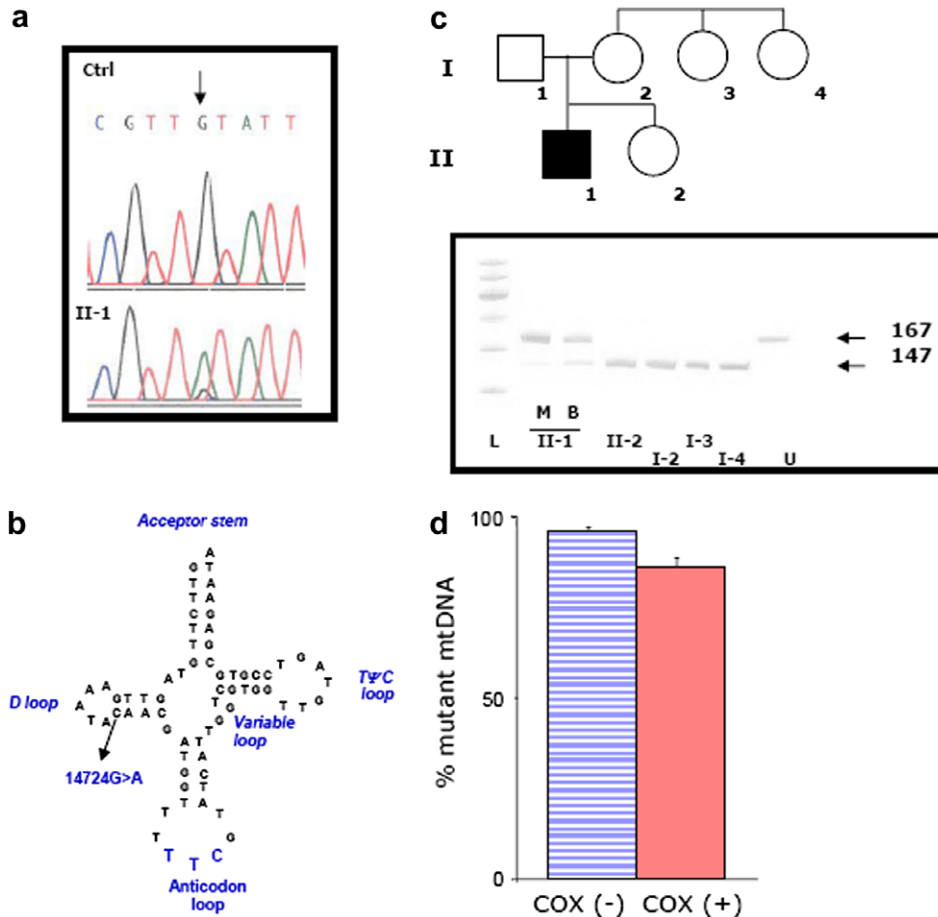 a
Ctrl
C G T T G T A T T
II-1
c
I
1
2
3
4
II
1
2
167
147
M B
L II-1 II-2 I-3
I-2 I-4 U
b
Acceptor stem
D loop
TΨC
loop
Variable
loop
14724G>A
T T C
Anticodon
loop
d
% mutant mtDNA
100
50
0
COX (-) COX (+)